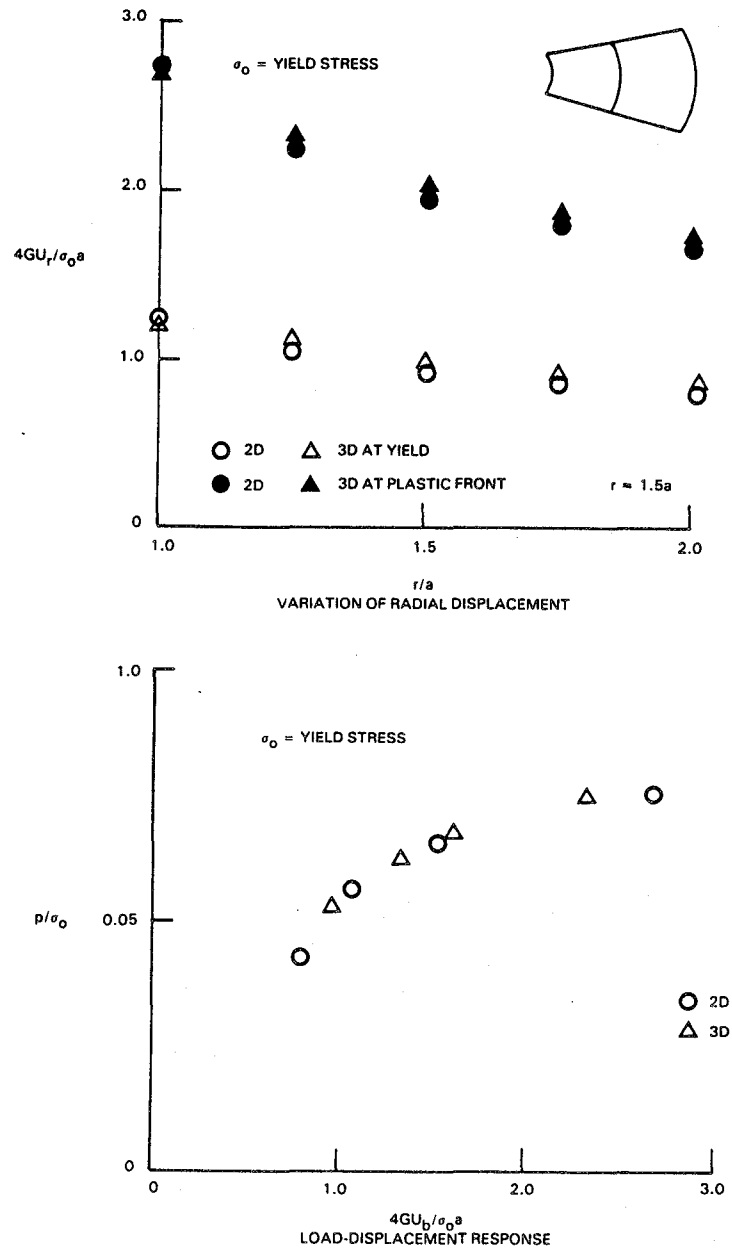 3.0
σo = YIELD STRESS
2.0
4GUr/σoa
1.0
2D 3D AT YIELD
2D 3D AT PLASTIC FRONT r = 1.5a
0
1.0 1.5 2.0
r/a
VARIATION OF RADIAL DISPLACEMENT
1.0
σo = YIELD STRESS
p/σo 0.05
2D
3D
0
0 1.0 2.0 3.0
4GUb/σoa
LOAD-DISPLACEMENT RESPONSE